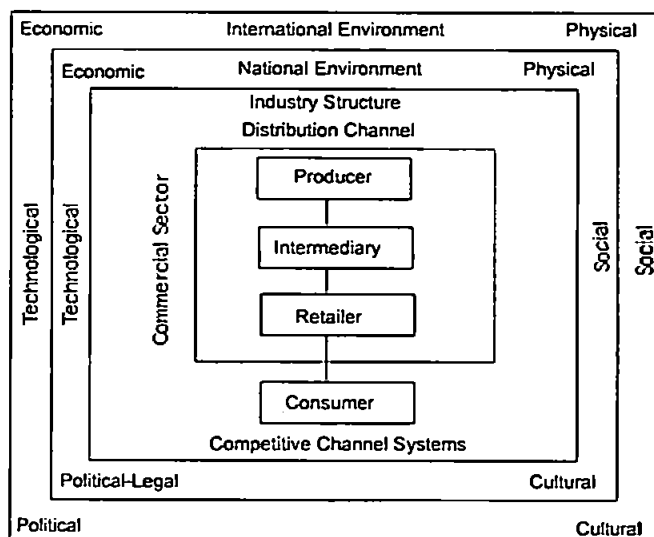 Economic International Environment Physical
Economic National Environment Physical
Industry Structure
Distribution Channel
Producer
Intermediary
Retailer
Consumer
Commercial Sector
Technological
Technological
Social
Social
Competitive Channel Systems
Political-Legal Cultural
Political Cultural